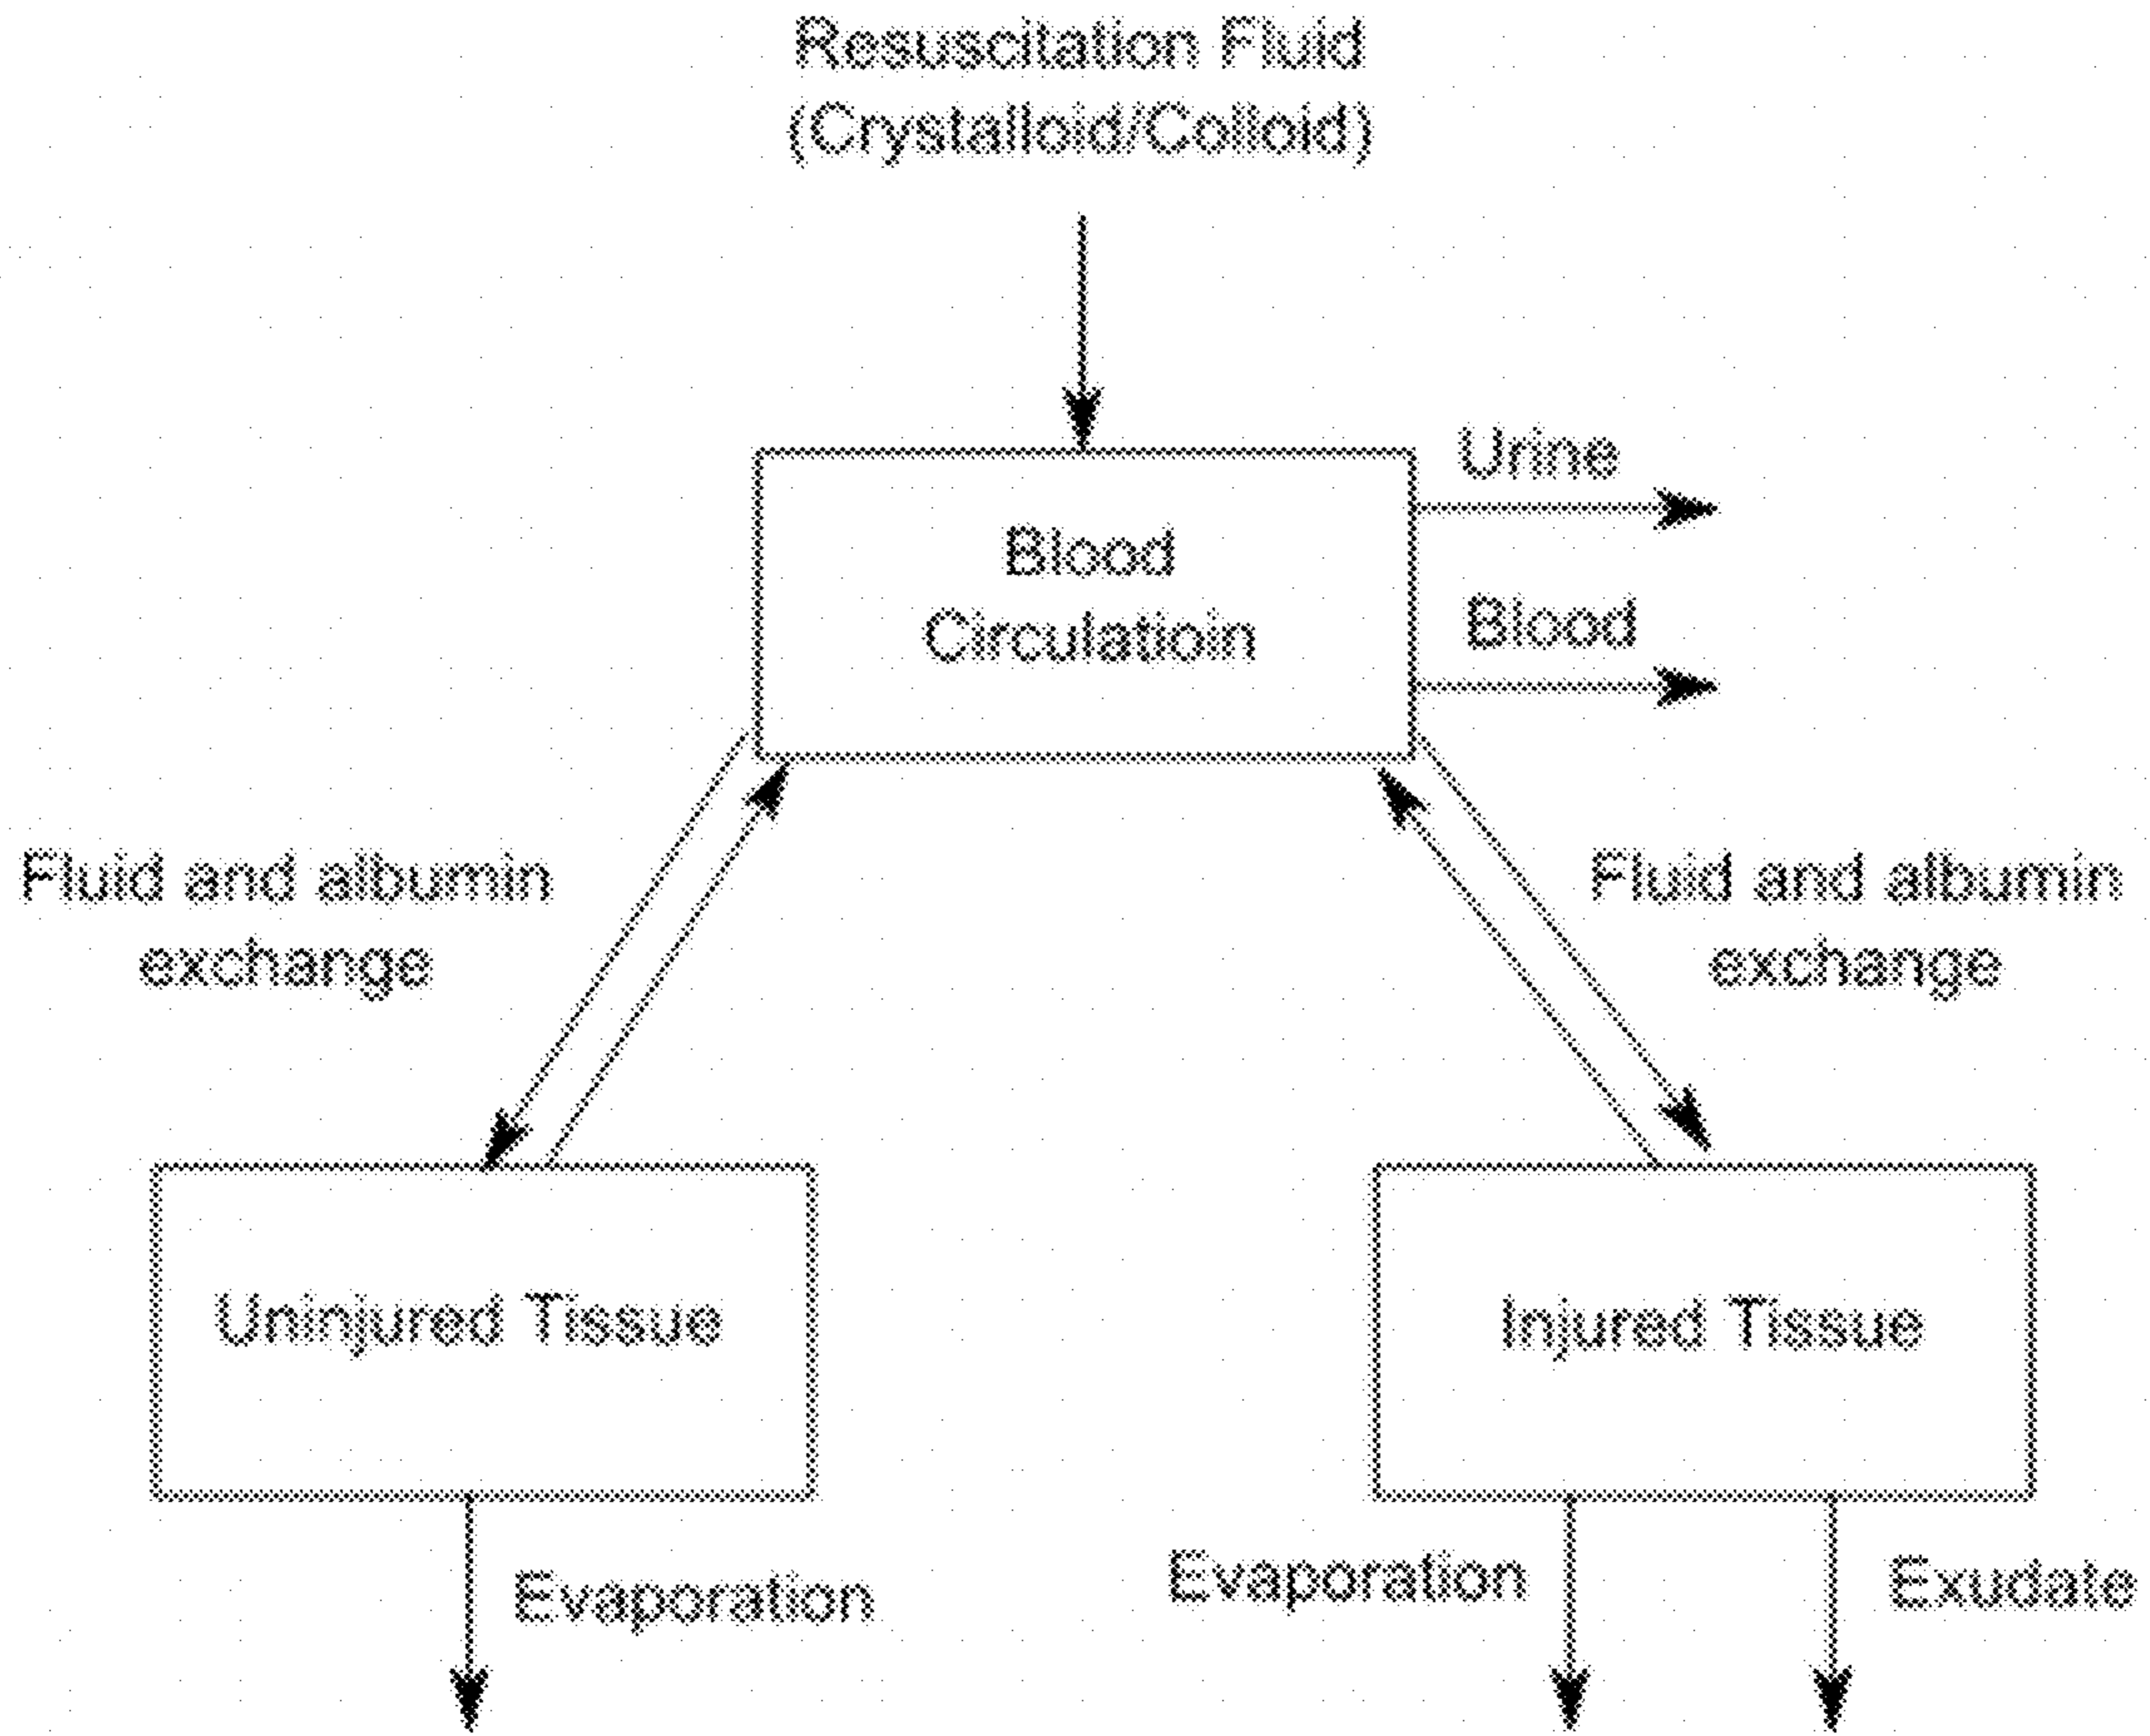 Resuscitation Fluid
(Crystalloid/Colloid)
Urine
Blood
Circulatioin
Blood
Fluid and albumin
exchange
Fluid and albumin
exchange
Uninjured Tissue
Injured Tissue
Evaporation
Evaporation
Exudate